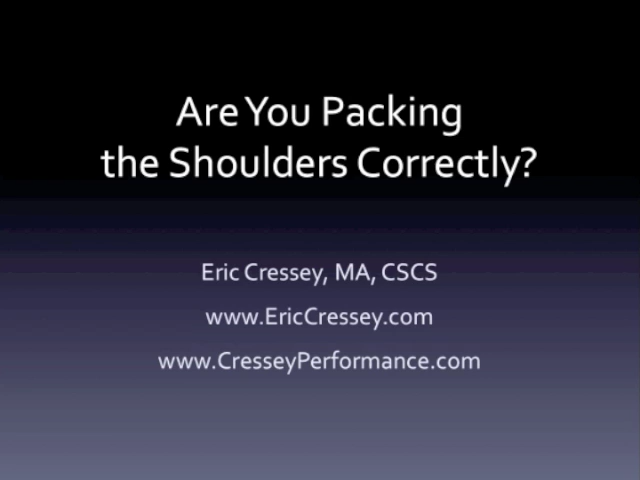 Are You Packing
the Shoulders Correctly?
Eric Cressey, MA, CSCS
www.EricCressey.com
www.CresseyPerformance.com